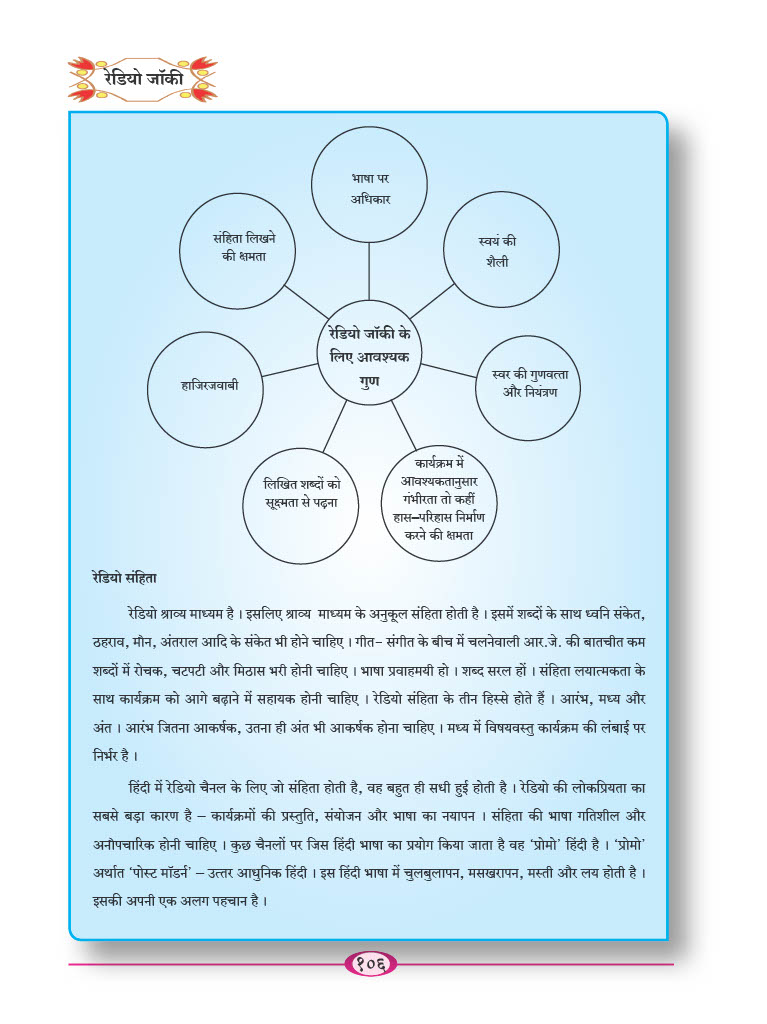 रेडियो जॉकी
भाषा पर
अधिकार
संहिता लिखने
की क्षमता
स्वयं की
शैली
रेडियो जॉकी के
लिए आवश्यक
गुण
हाजिरजवाबी
स्वर की गुणवत्ता
और नियंत्रण
लिखित शब्दों को
सूक्ष्मता से पढ़ना
कार्यक्रम में
आवश्यकतानुसार
गंभीरता तो कहीं
हास–परिहास निर्माण
करने की क्षमता
रेडियो संहिता
रेडियो श्राव्य माध्यम है । इसलिए श्राव्य माध्यम के अनुकूल संहिता होती है । इसमें शब्दों के साथ ध्वनि संकेत,
ठहराव, मौन, अंतराल आदि के संकेत भी होने चाहिए । गीत- संगीत के बीच में चलनेवाली आर.जे. की बातचीत कम
शब्दों में रोचक, चटपटी और मिठास भरी होनी चाहिए । भाषा प्रवाहमयी हो । शब्द सरल हों । संहिता लयात्मकता के
साथ कार्यक्रम को आगे बढ़ाने में सहायक होनी चाहिए । रेडियो संहिता के तीन हिस्से होते हैं । आरंभ, मध्य और
अंत । आरंभ जितना आकर्षक, उतना ही अंत भी आकर्षक होना चाहिए । मध्य में विषयवस्तु कार्यक्रम की लंबाई पर
निर्भर है ।
हिंदी में रेडियो चैनल के लिए जो संहिता होती है, वह बहुत ही सधी हुई होती है । रेडियो की लोकप्रियता का
सबसे बड़ा कारण है – कार्यक्रमों की प्रस्तुति, संयोजन और भाषा का नयापन । संहिता की भाषा गतिशील और
अनौपचारिक होनी चाहिए । कुछ चैनलों पर जिस हिंदी भाषा का प्रयोग किया जाता है वह ‘प्रोमो’ हिंदी है । ‘प्रोमो’
अर्थात ‘पोस्ट मॉडर्न’ – उत्तर आधुनिक हिंदी । इस हिंदी भाषा में चुलबुलापन, मसखरापन, मस्ती और लय होती है ।
इसकी अपनी एक अलग पहचान है ।
१०६